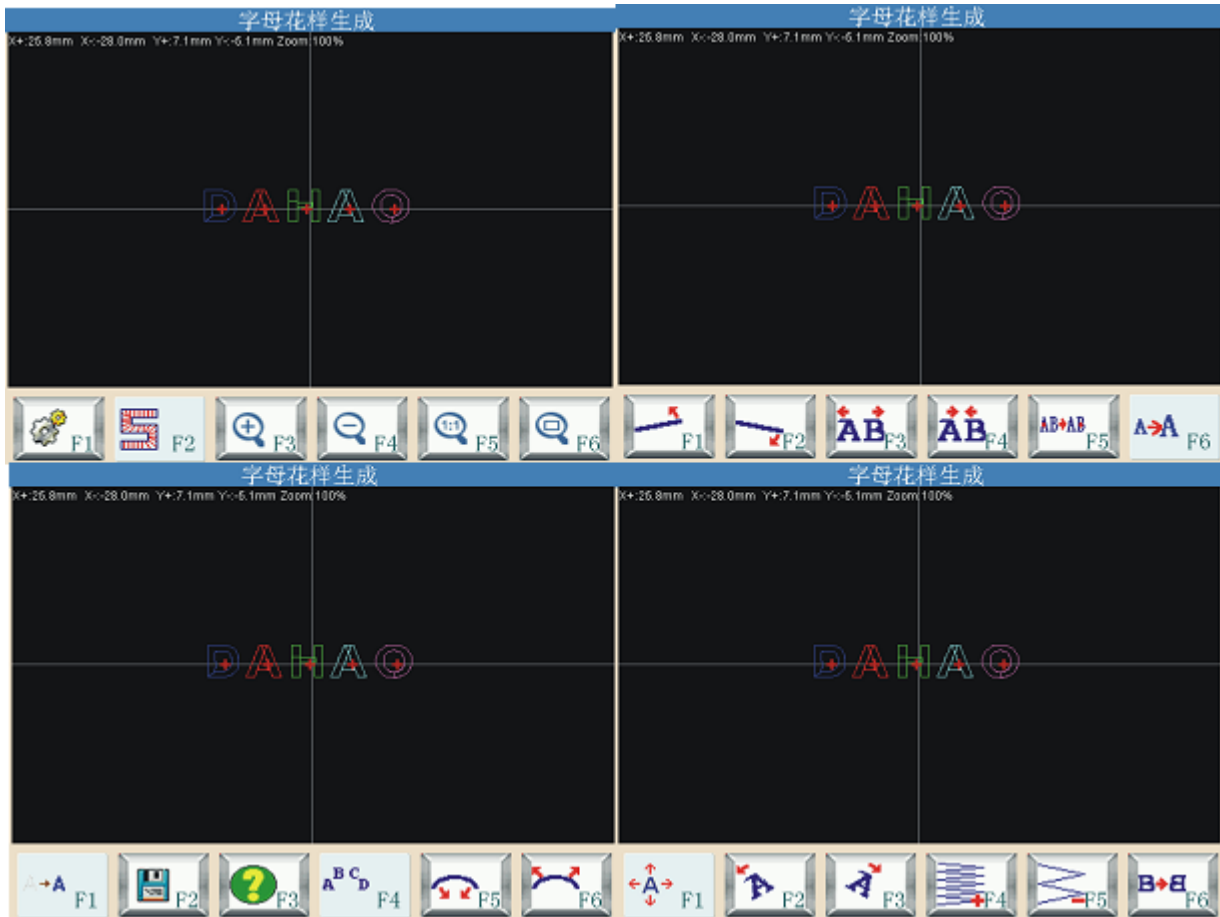 字母花样生成
X+:25.8mm X-:-28.0mm Y+:7.1mm Y-:-5.1mm Zoom:100%
DAHAO
F1 F2 F3 F4 1:1 F5 F6
字母花样生成
X+:25.8mm X-:-28.0mm Y+:7.1mm Y-:-5.1mm Zoom:100%
DAHAO
F1 F2 AB F3 AB F4 AB→AB F5 A→A F6
字母花样生成
X+:25.8mm X-:-28.0mm Y+:7.1mm Y-:-5.1mm Zoom:100%
DAHAO
A→A F1 F2 ? F3 ABCD F4 F5 F6
字母花样生成
X+:25.8mm X-:-28.0mm Y+:7.1mm Y-:-5.1mm Zoom:100%
DAHAO
A F1 A F2 A F3 F4 F5 B→B F6